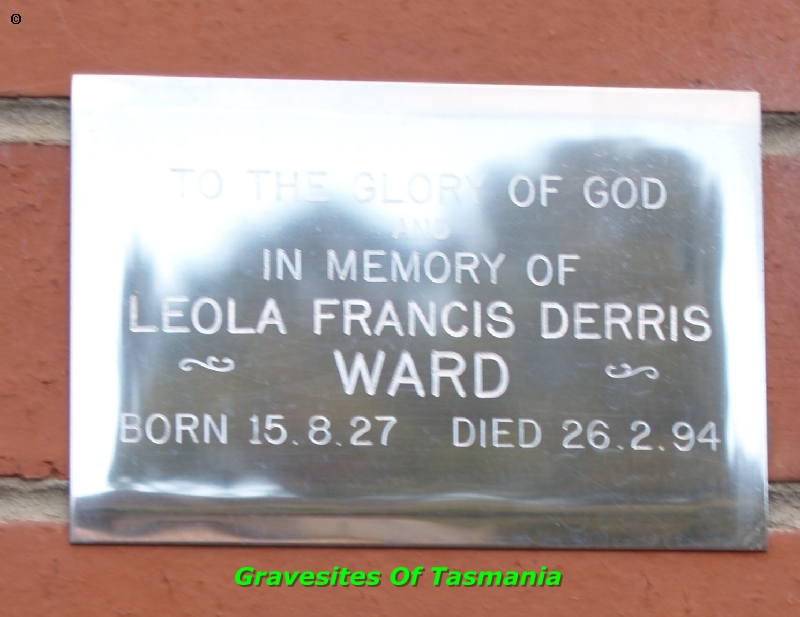 ©
TO THE GLORY OF GOD
AND
IN MEMORY OF
LEOLA FRANCIS DERRIS
WARD
BORN 15.8.27 DIED 26.2.94
Gravesites Of Tasmania